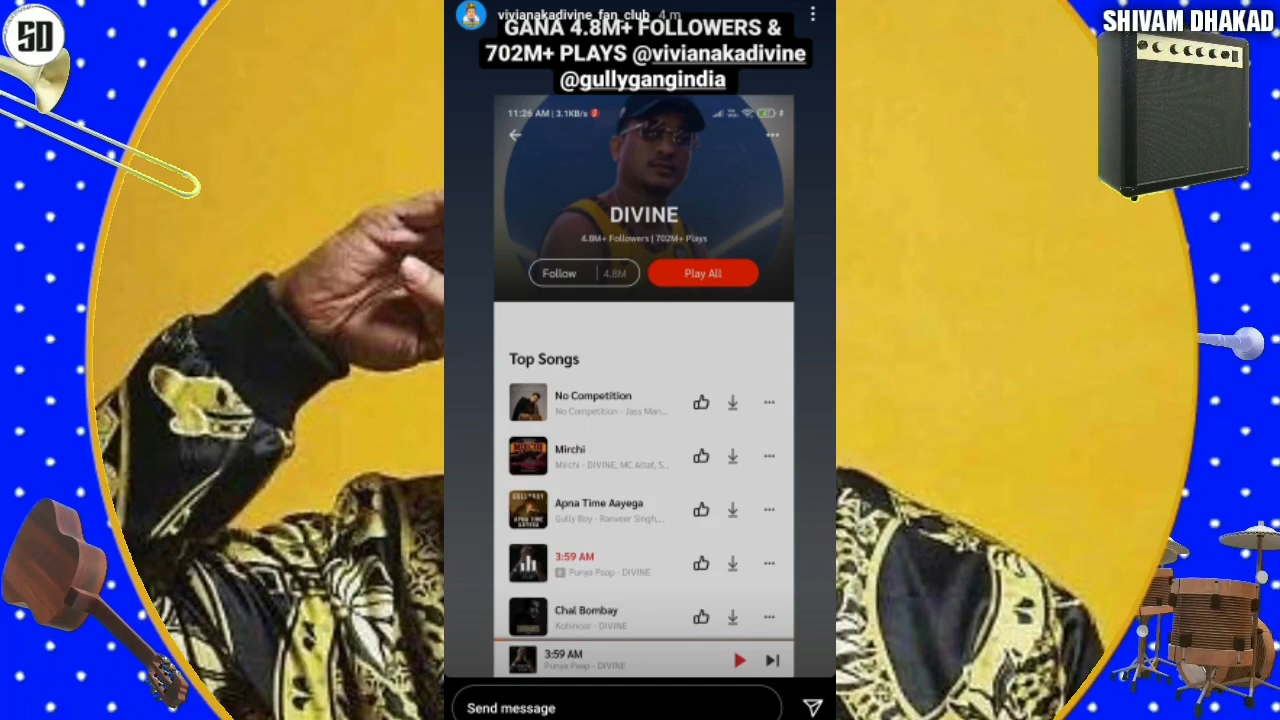 SD
SHIVAM DHAKAD
vivianakadivine_fan_club 4 m
GANA 4.8M+ FOLLOWERS &
702M+ PLAYS @vivianakadivine
@gullygangindia
11:26 AM | 3.1KB/s
DIVINE
4.8M+ Followers | 702M+ Plays
Follow | 4.8M
Play All
Top Songs
No Competition
No Competition - Jass Man...
Mirchi
Mirchi - DIVINE, MC Altaf, S...
Apna Time Aayega
Gully Boy - Ranveer Singh,...
3:59 AM
E Punya Paap - DIVINE
Chal Bombay
Kohinoor - DIVINE
3:59 AM
Punya Paap - DIVINE
Send message